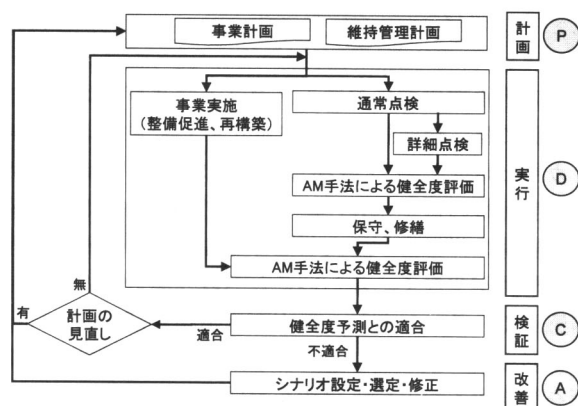 事業計画
維持管理計画
計画
P
事業実施
(整備促進、再構築)
通常点検
詳細点検
AM手法による健全度評価
保守、修繕
AM手法による健全度評価
実行
D
無
有
計画の
見直し
適合
健全度予測との適合
検証
C
不適合
シナリオ設定・選定・修正
改善
A